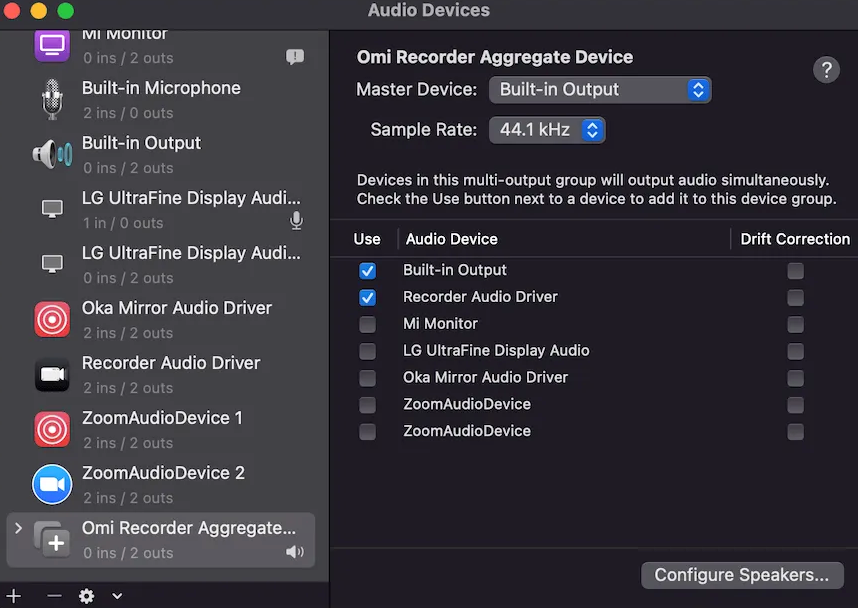 Audio Devices
Mi Monitor
0 ins / 2 outs
Built-in Microphone
2 ins / 0 outs
Built-in Output
0 ins / 2 outs
LG UltraFine Display Audi...
1 in / 0 outs
LG UltraFine Display Audi...
0 ins / 2 outs
Oka Mirror Audio Driver
2 ins / 2 outs
Recorder Audio Driver
2 ins / 2 outs
ZoomAudioDevice 1
2 ins / 2 outs
ZoomAudioDevice 2
2 ins / 2 outs
Omi Recorder Aggregate...
0 ins / 2 outs
Omi Recorder Aggregate Device
?
Master Device: Built-in Output
Sample Rate: 44.1 kHz
Devices in this multi-output group will output audio simultaneously.
Check the Use button next to a device to add it to this device group.
Use Audio Device Drift Correction
Built-in Output
Recorder Audio Driver
Mi Monitor
LG UltraFine Display Audio
Oka Mirror Audio Driver
ZoomAudioDevice
ZoomAudioDevice
Configure Speakers...